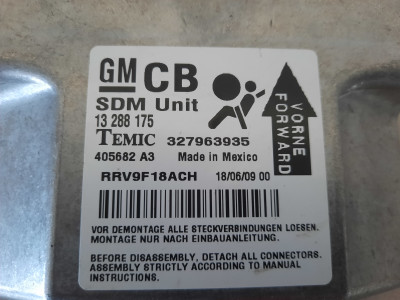 GM CB
SDM Unit
13 288 175
TEMIC 327963935
405682 A3 Made in Mexico
RRV9F18ACH 18/06/09 00
VORNE
FORWARD
VOR DEMONTAGE ALLE STECKVERBINDUNGEN LOESEN.
MONTAGE NUR NACH EINBAUANLEITUNG.
BEFORE DISASSEMBLY, DETACH ALL CONNECTORS.
ASSEMBLY STRICTLY ACCORDING TO MANUAL
INSTRUCTIONS.